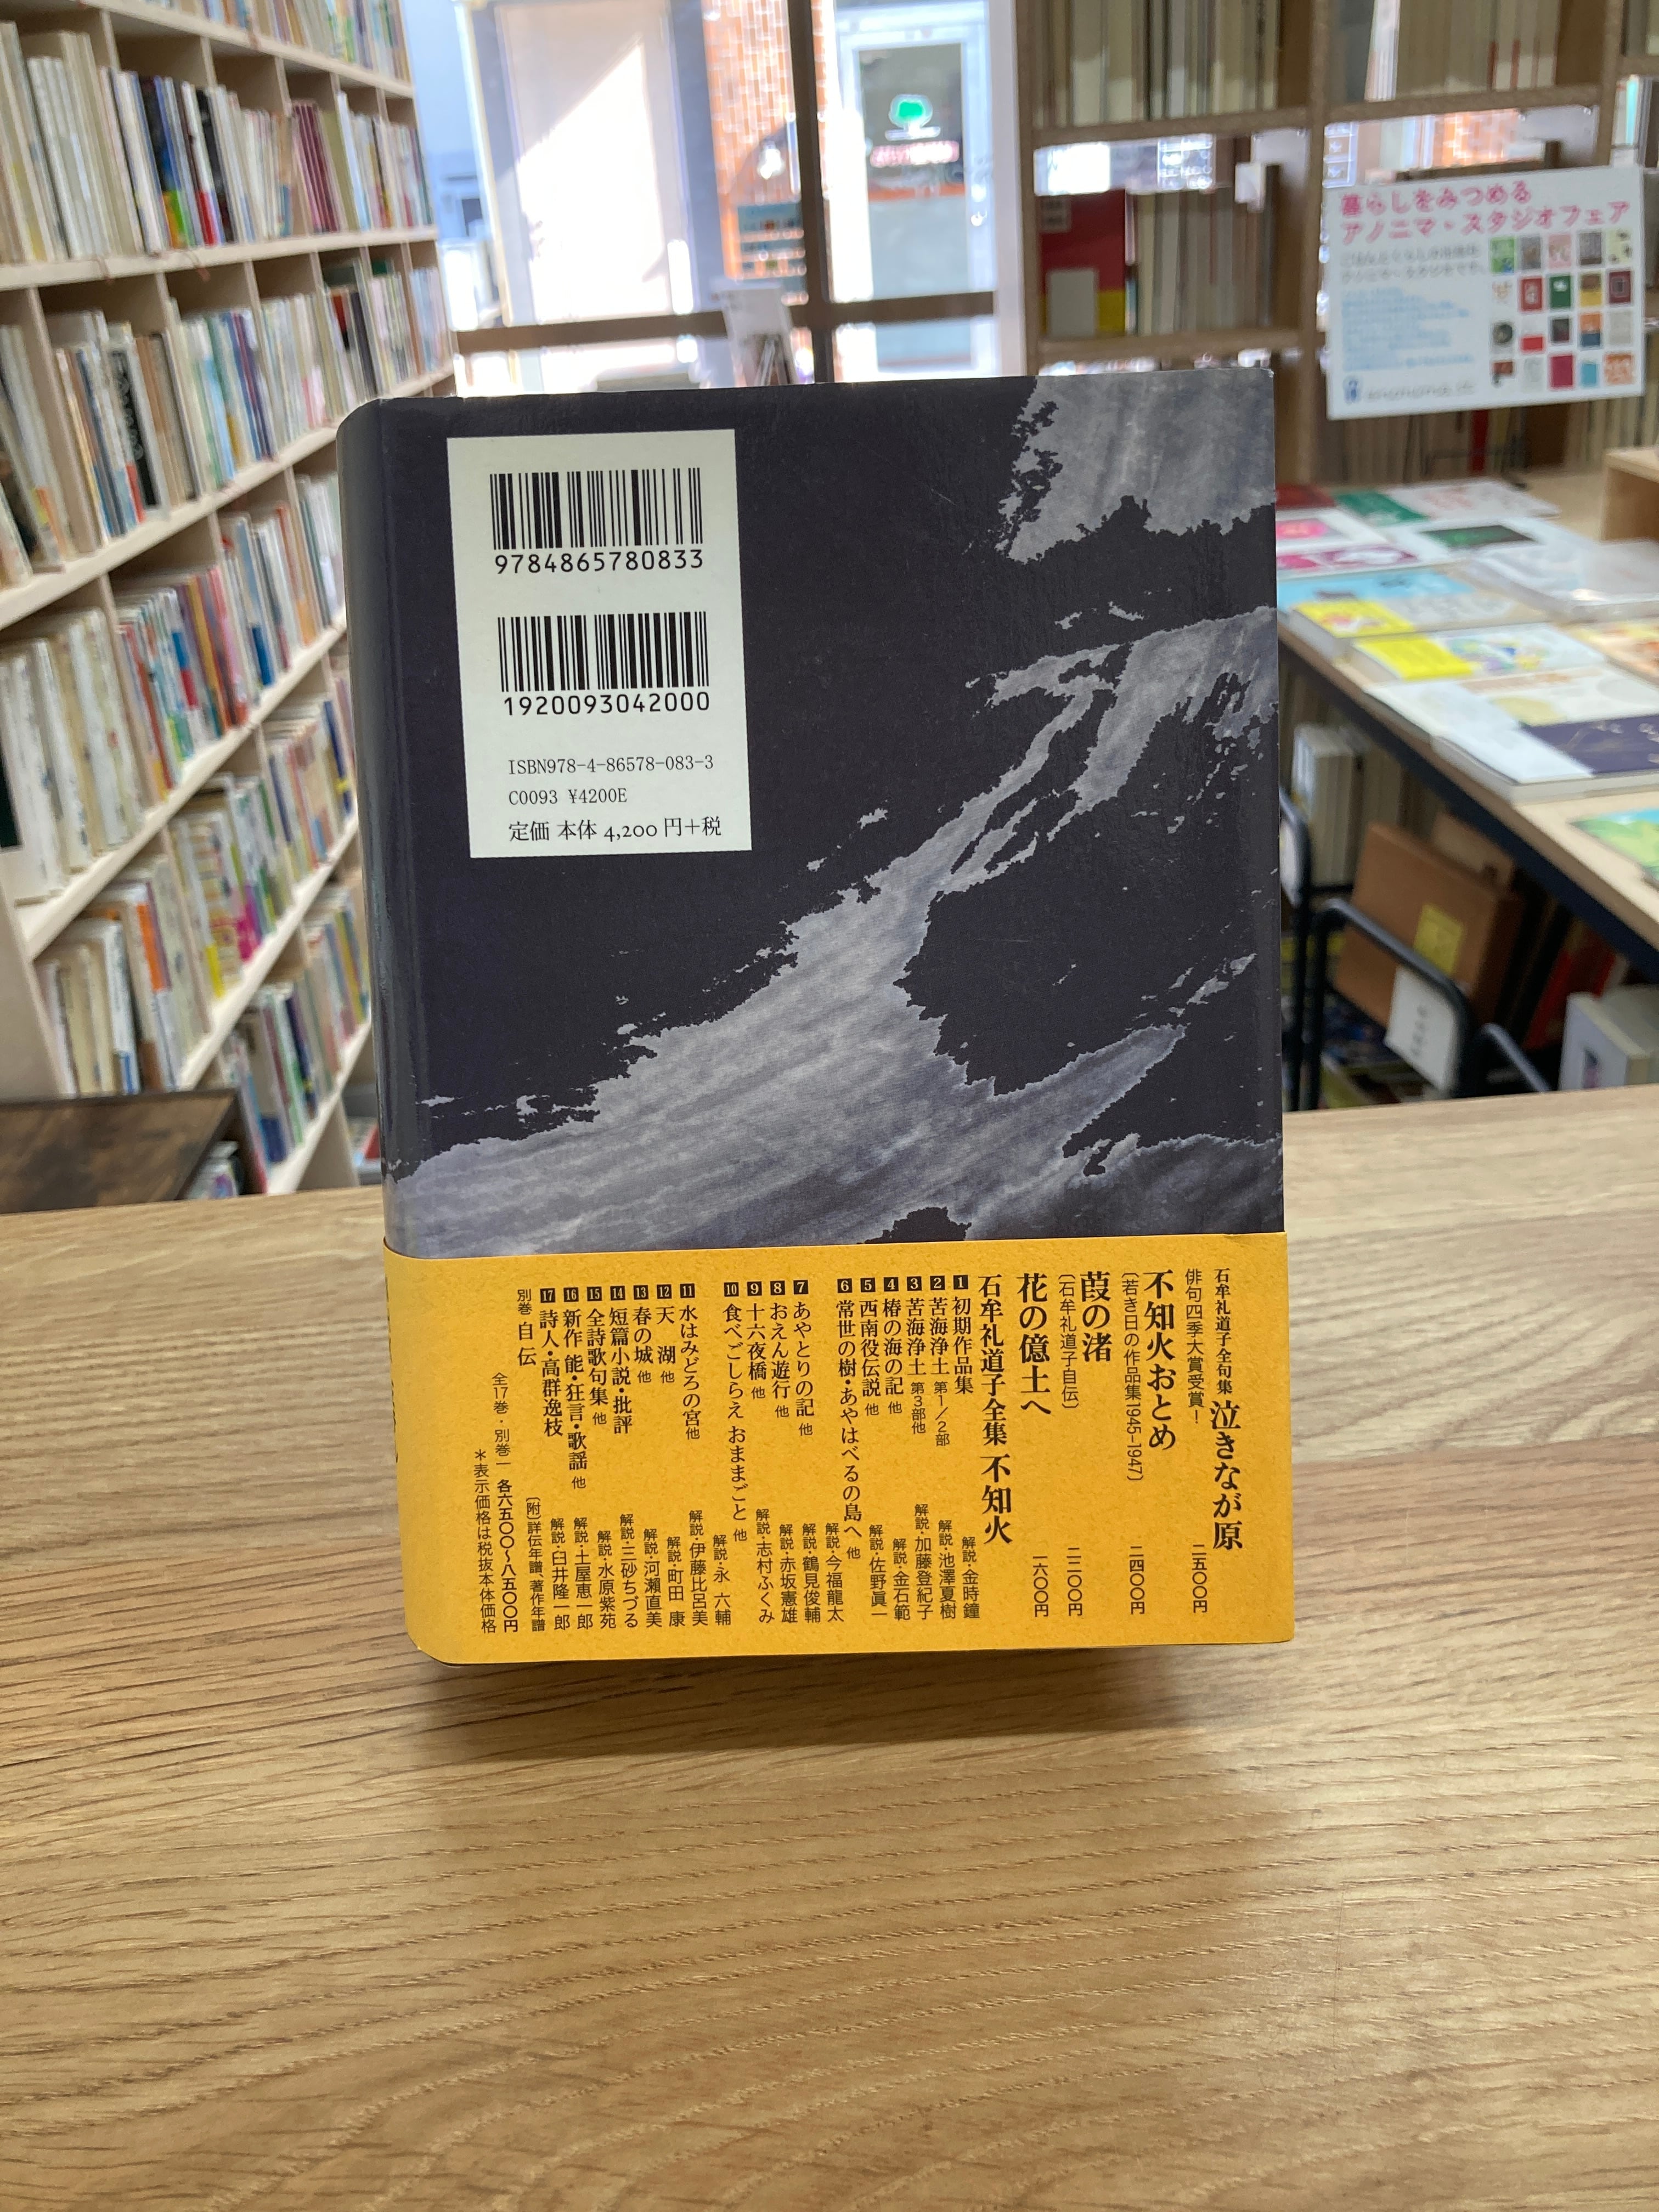 暮らしをみつめる
アノニマ・スタジオフェア
9784865780833
1920093042000
ISBN978-4-86578-083-3
C0093 ¥4200E
定価 本体 4,200円+税
石牟礼道子全句集 泣きなが原 二五〇〇円
俳句四季大賞受賞!
不知火おとめ 二四〇〇円
〔若き日の作品集1945-1947〕
葭の渚 二二〇〇円
〔石牟礼道子自伝〕
花の億土へ 一六〇〇円
石牟礼道子全集 不知火
1 初期作品集 解説・金時鐘
2 苦海浄土 第1/2部 解説・池澤夏樹
3 苦海浄土 第3部他 解説・加藤登紀子
4 椿の海の記 他 解説・金石範
5 西南役伝説 他 解説・佐野眞一
6 常世の樹・あやはべるの島へ 他 解説・今福龍太
7 あやとりの記 他 解説・鶴見俊輔
8 おえん遊行 他 解説・赤坂憲雄
9 十六夜橋 他 解説・志村ふくみ
10 食べごしらえ おままごと 他 解説・永 六輔
11 水はみどろの宮 他 解説・伊藤比呂美
12 天 湖 他 解説・町田 康
13 春の城 他 解説・河瀨直美
14 短篇小説・批評 解説・三砂ちづる
15 全詩歌句集 他 解説・水原紫苑
16 新作 能・狂言・歌謡 他 解説・土屋恵一郎
17 詩人・高群逸枝 解説・臼井隆一郎
別巻 自伝 〔附〕詳伝年譜、著作年譜
全17巻・別巻一 各六五〇〇〜八五〇〇円
*表示価格は税抜本体価格